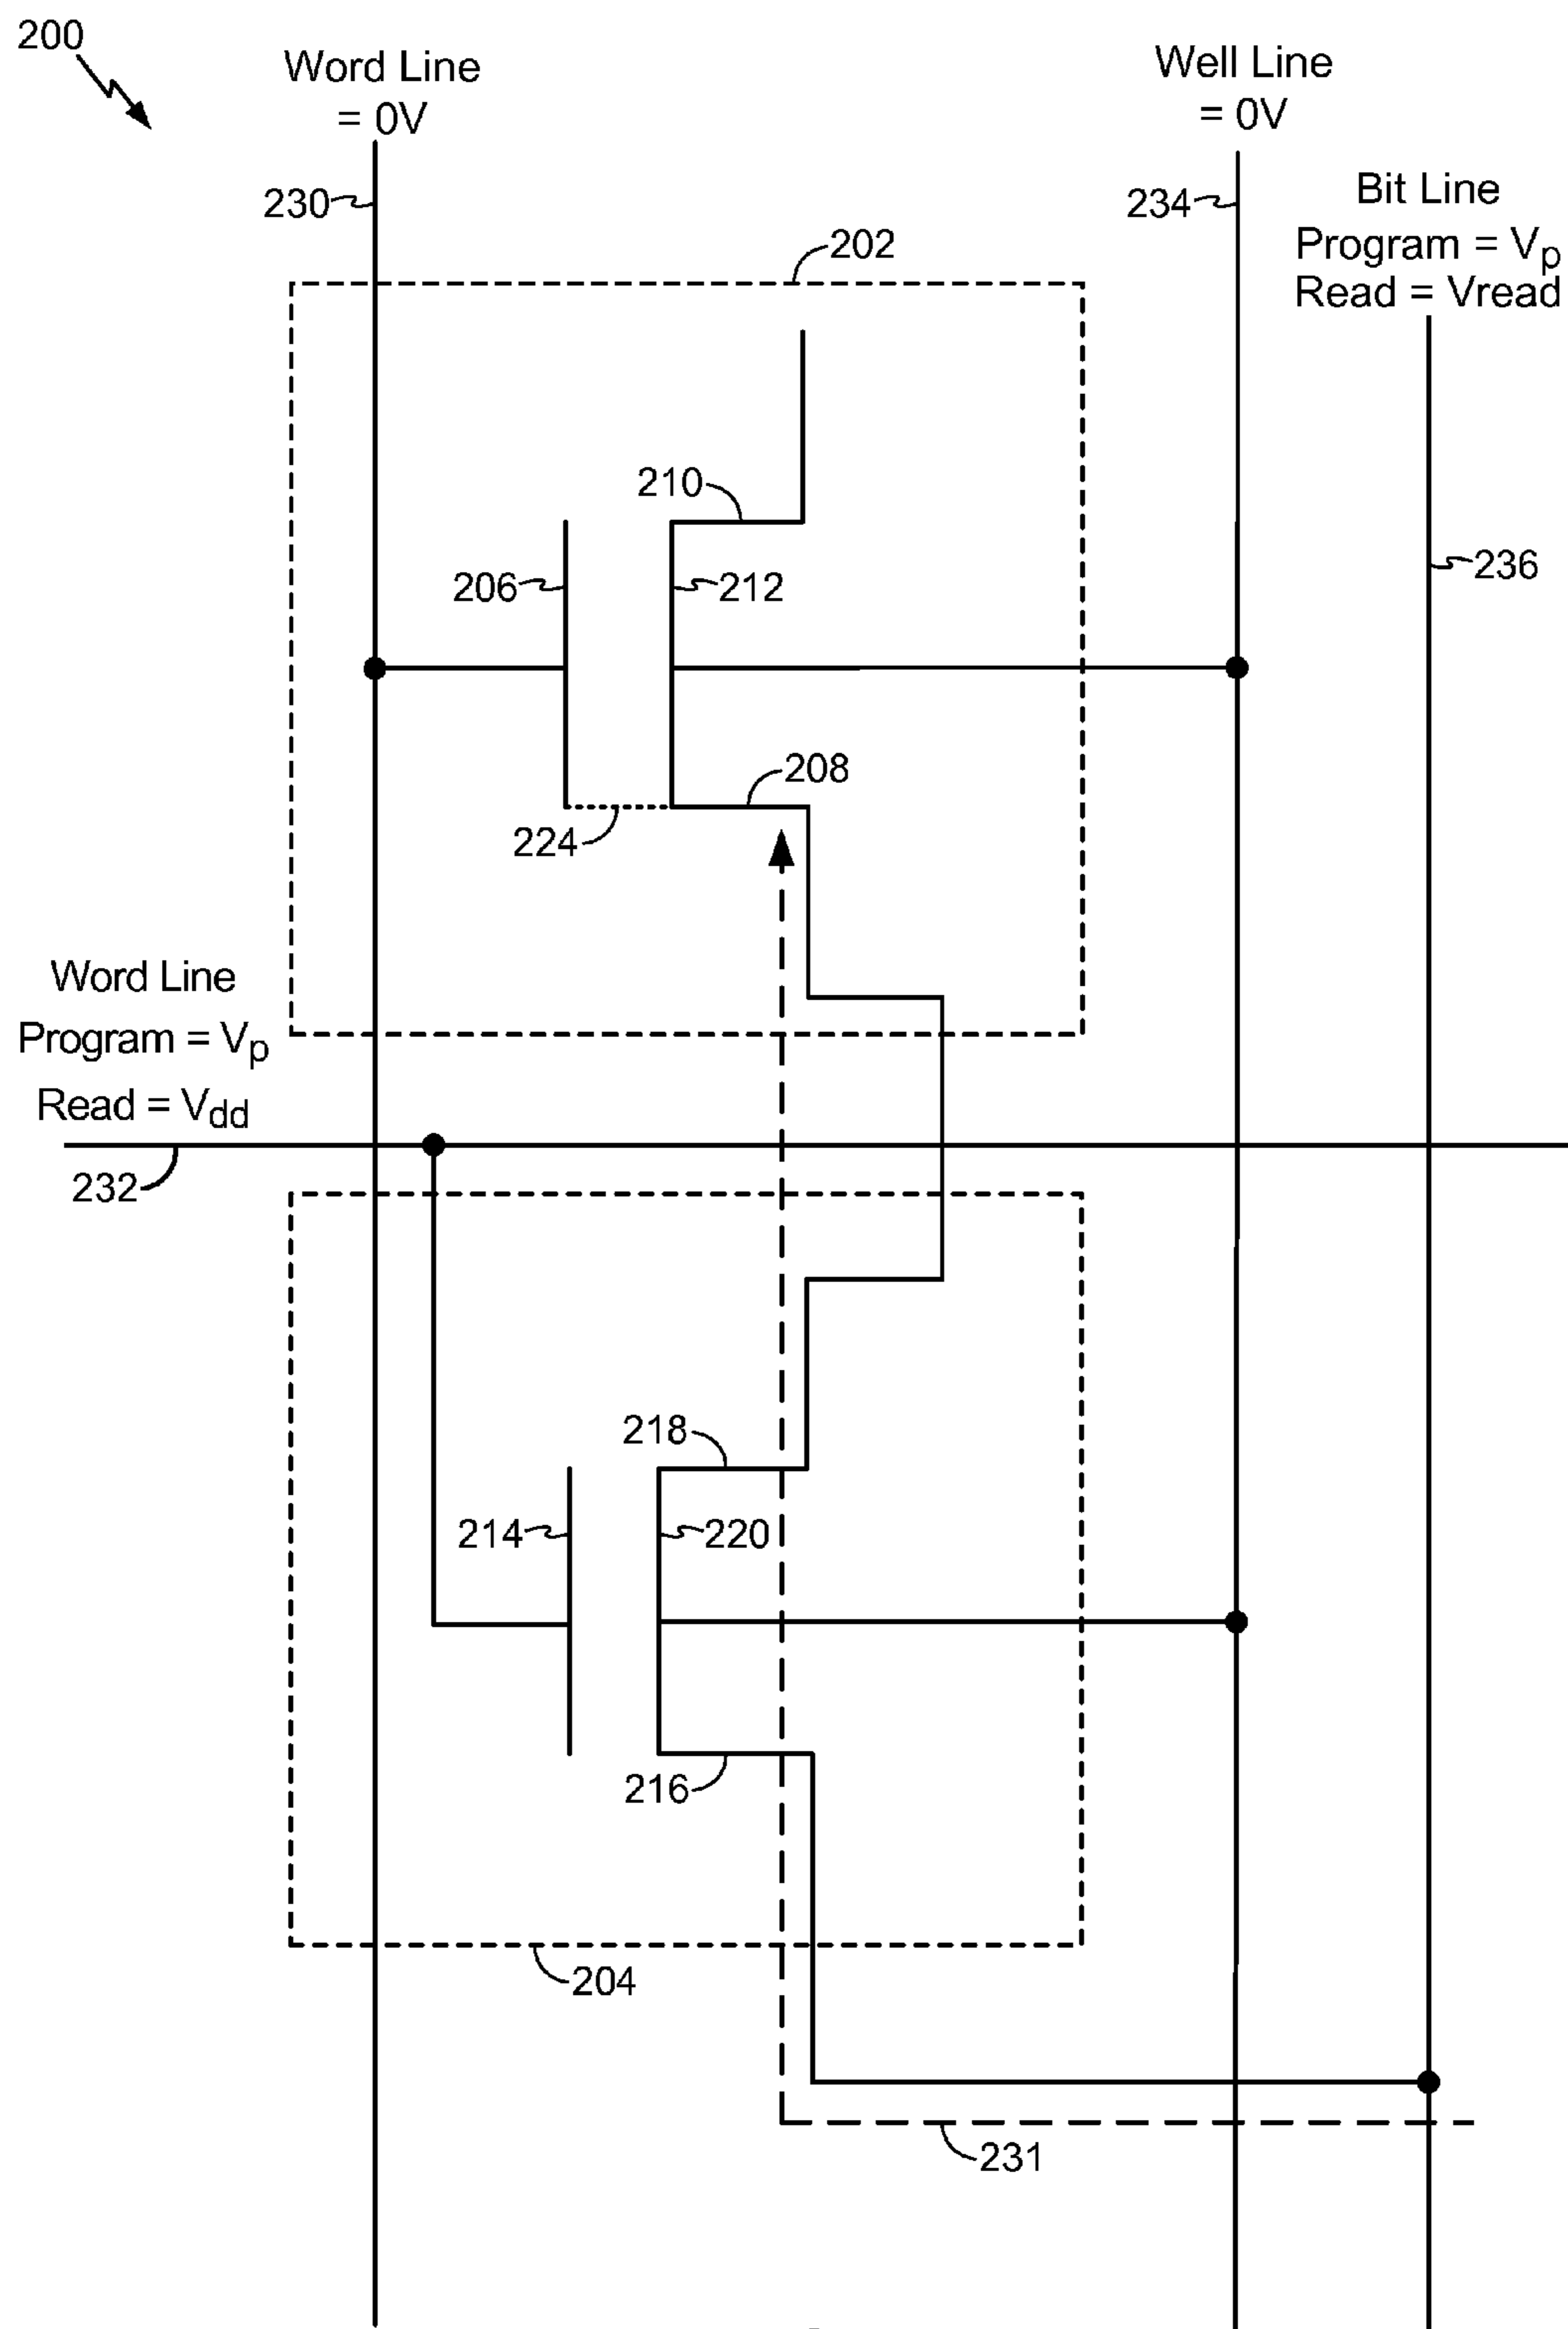 200
Word Line
= 0V
Well Line
= 0V
230
234
Bit Line
Program = Vp
Read = Vread
202
210
206
212
236
208
224
Word Line
Program = Vp
Read = Vdd
232
218
214
220
216
204
231